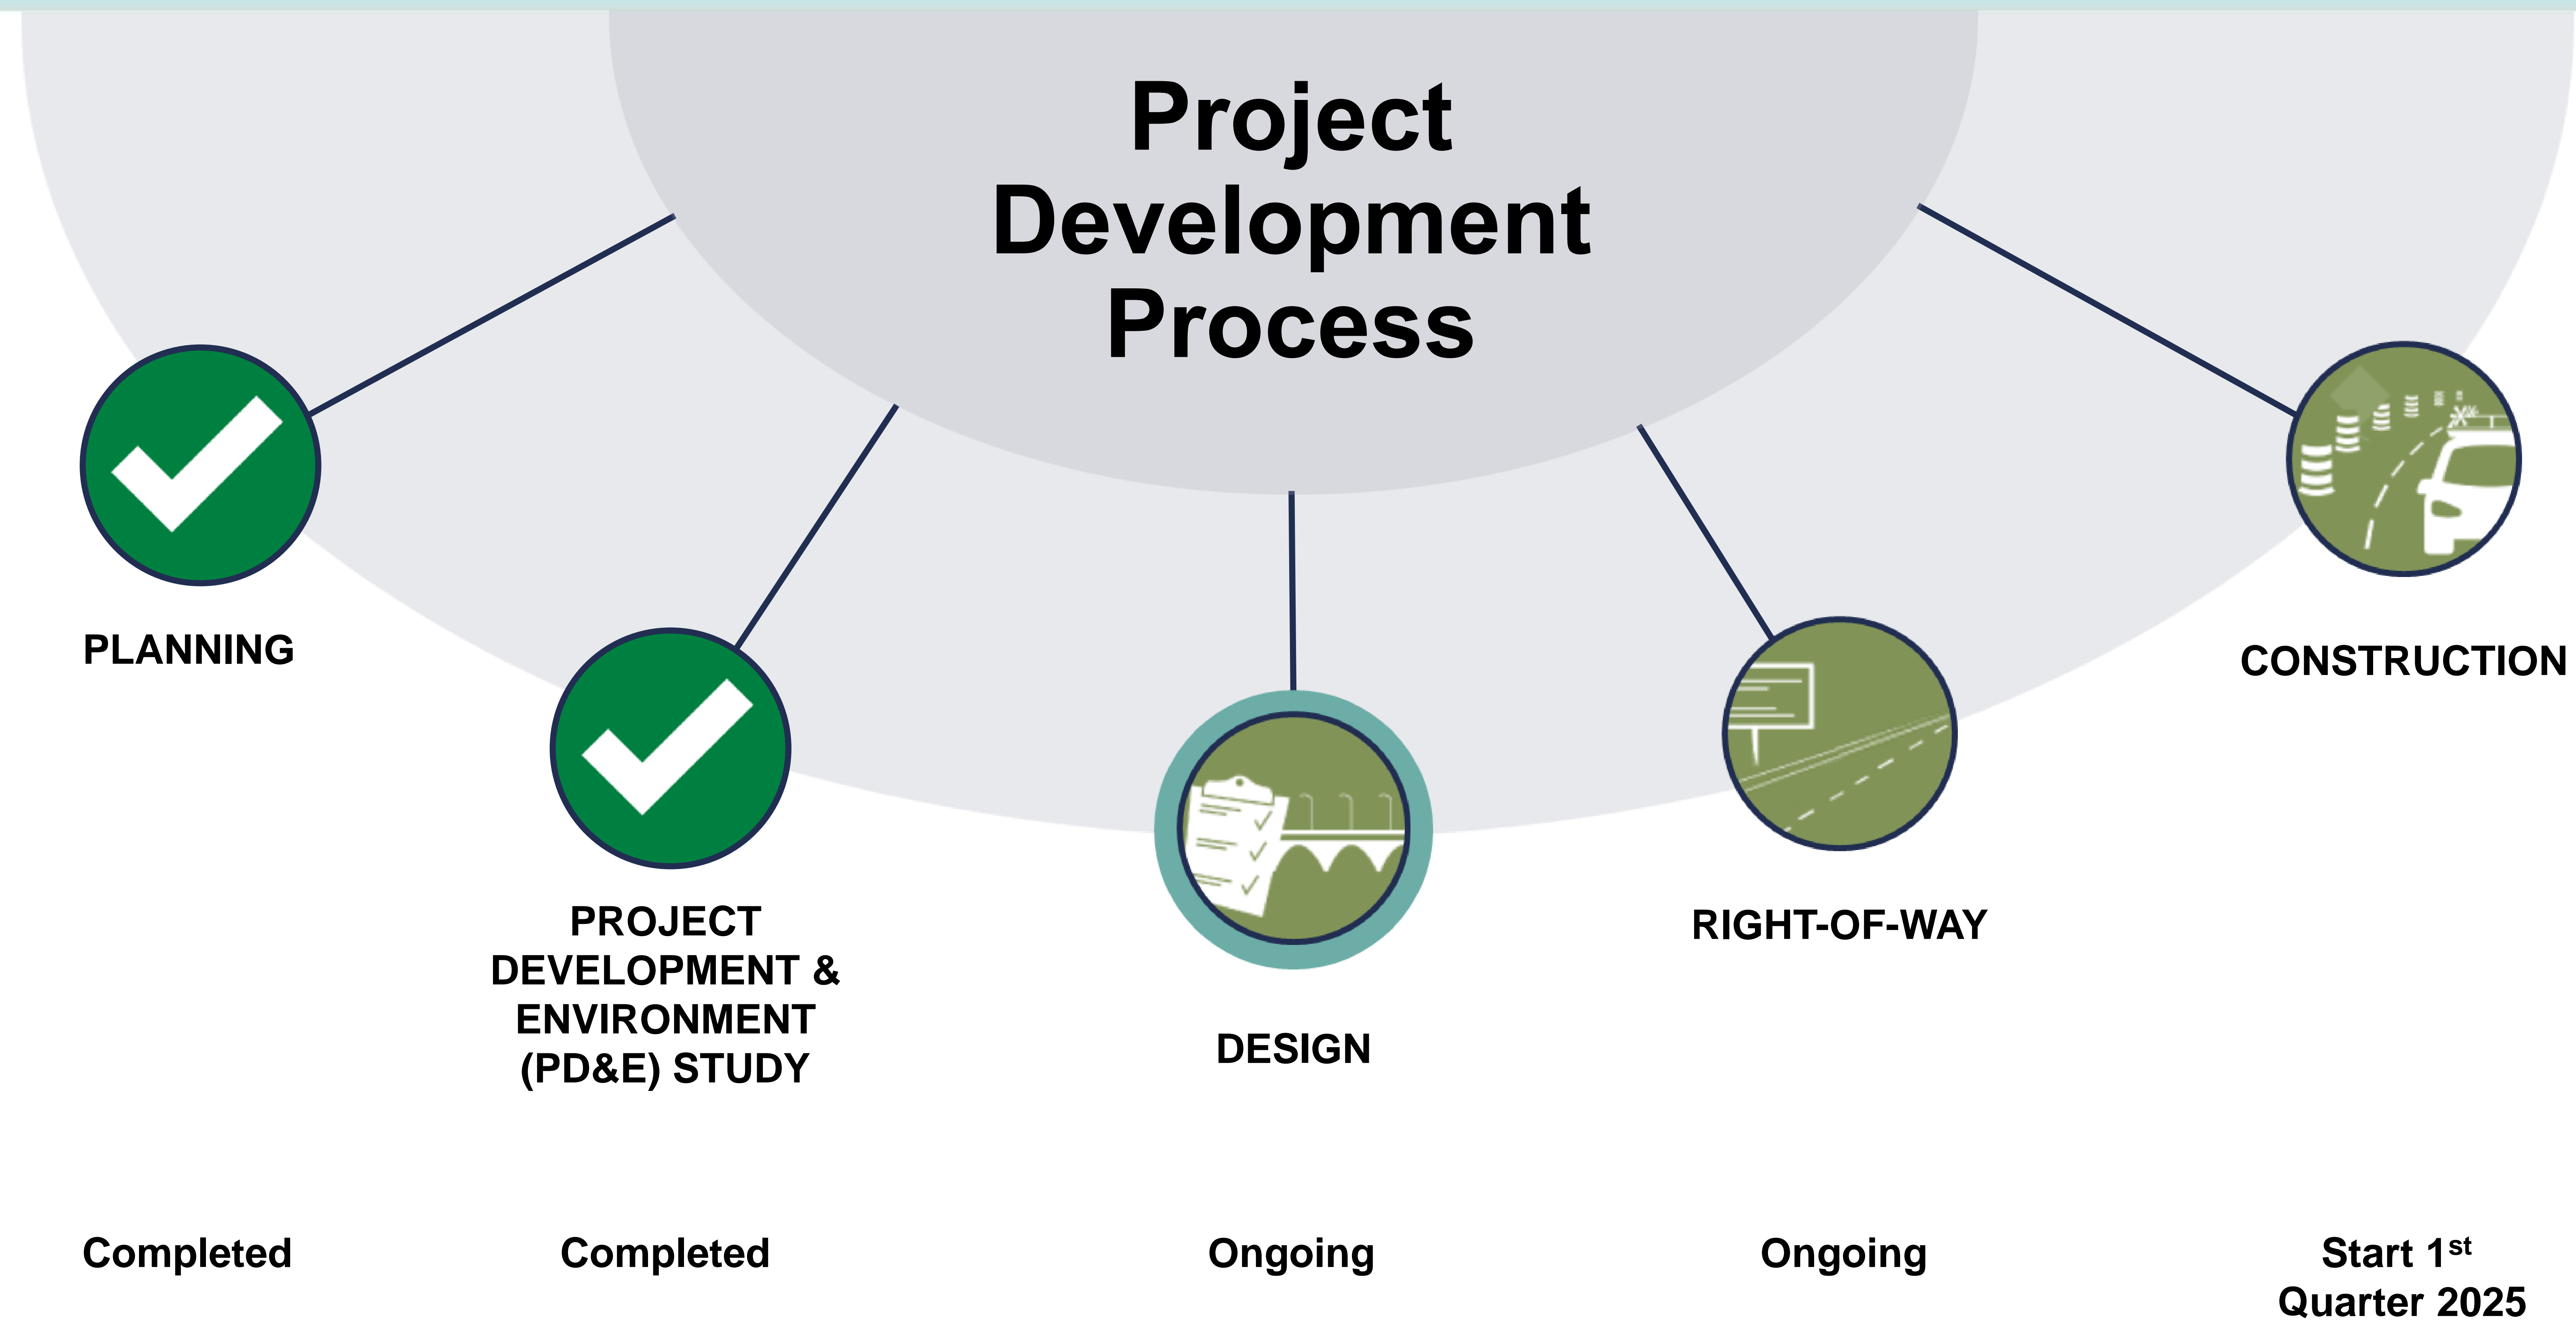 Project
Development
Process
PLANNING
PROJECT
DEVELOPMENT &
ENVIRONMENT
(PD&E) STUDY
DESIGN
RIGHT-OF-WAY
CONSTRUCTION
Completed
Completed
Ongoing
Ongoing
Start 1st
Quarter 2025